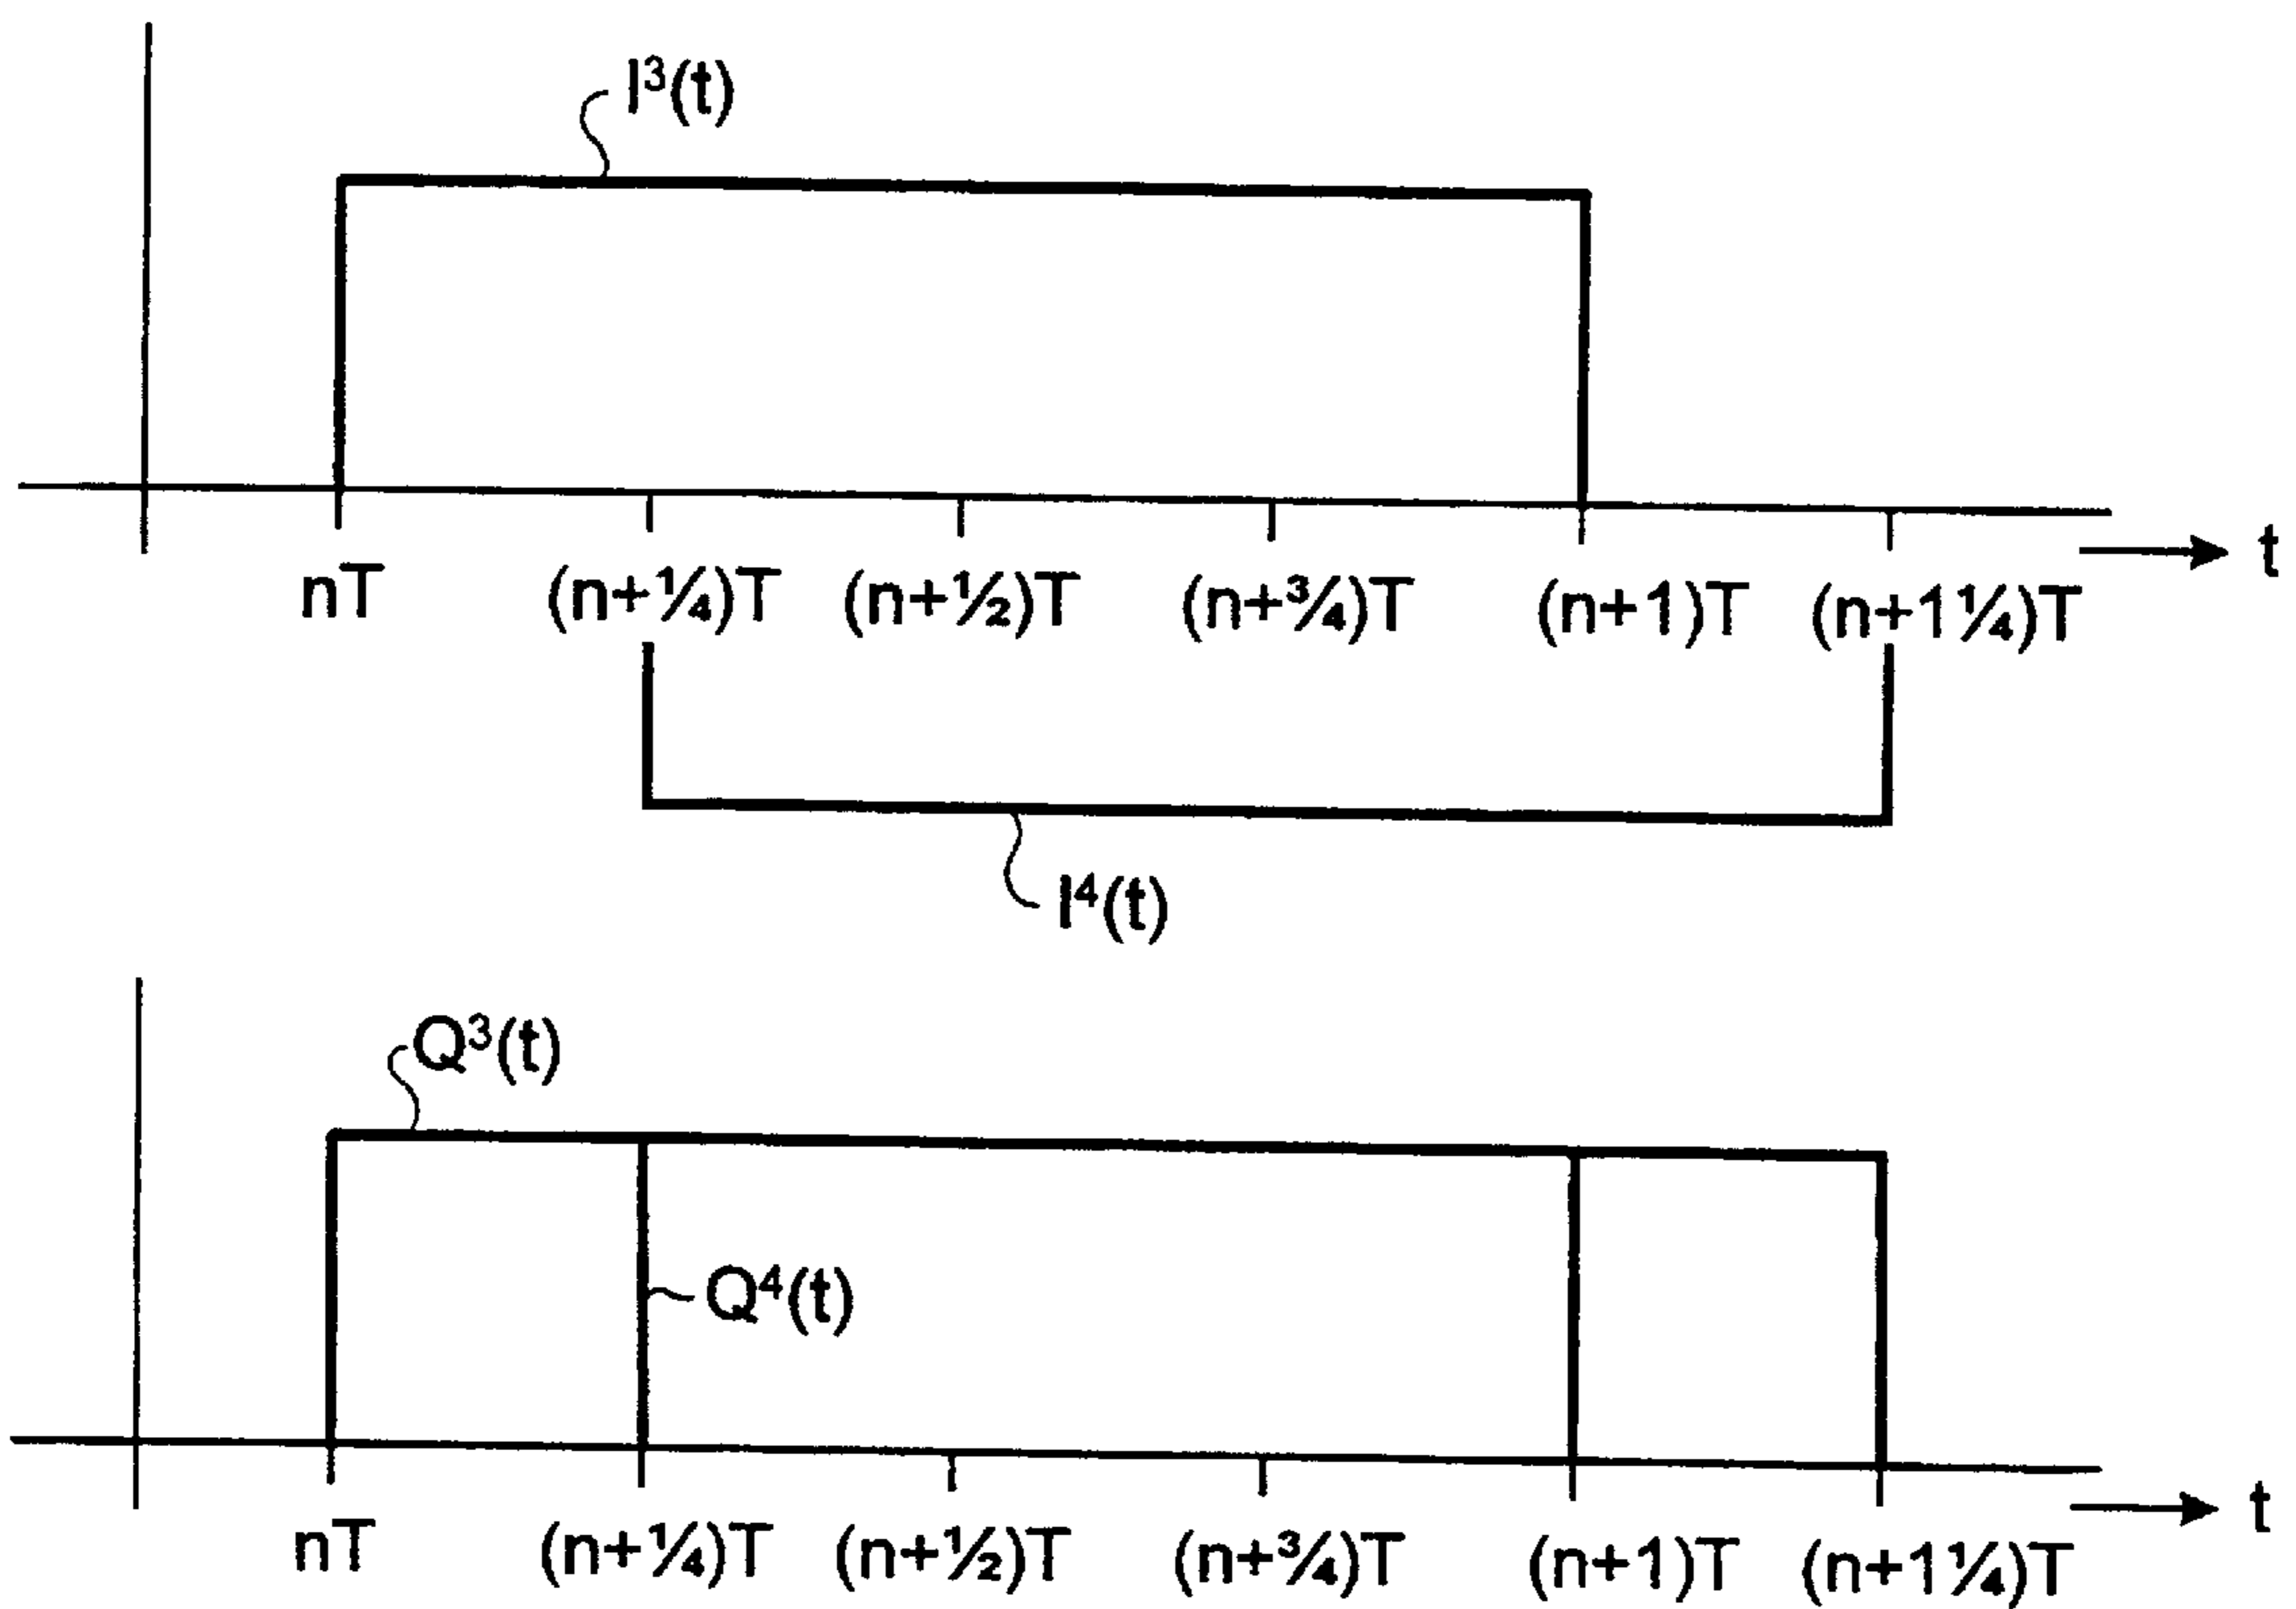 I³(t)
t
nT (n+¼)T (n+½)T (n+¾)T (n+1)T (n+1¼)T
I⁴(t)
Q³(t)
Q⁴(t)
t
nT (n+¼)T (n+½)T (n+¾)T (n+1)T (n+1¼)T